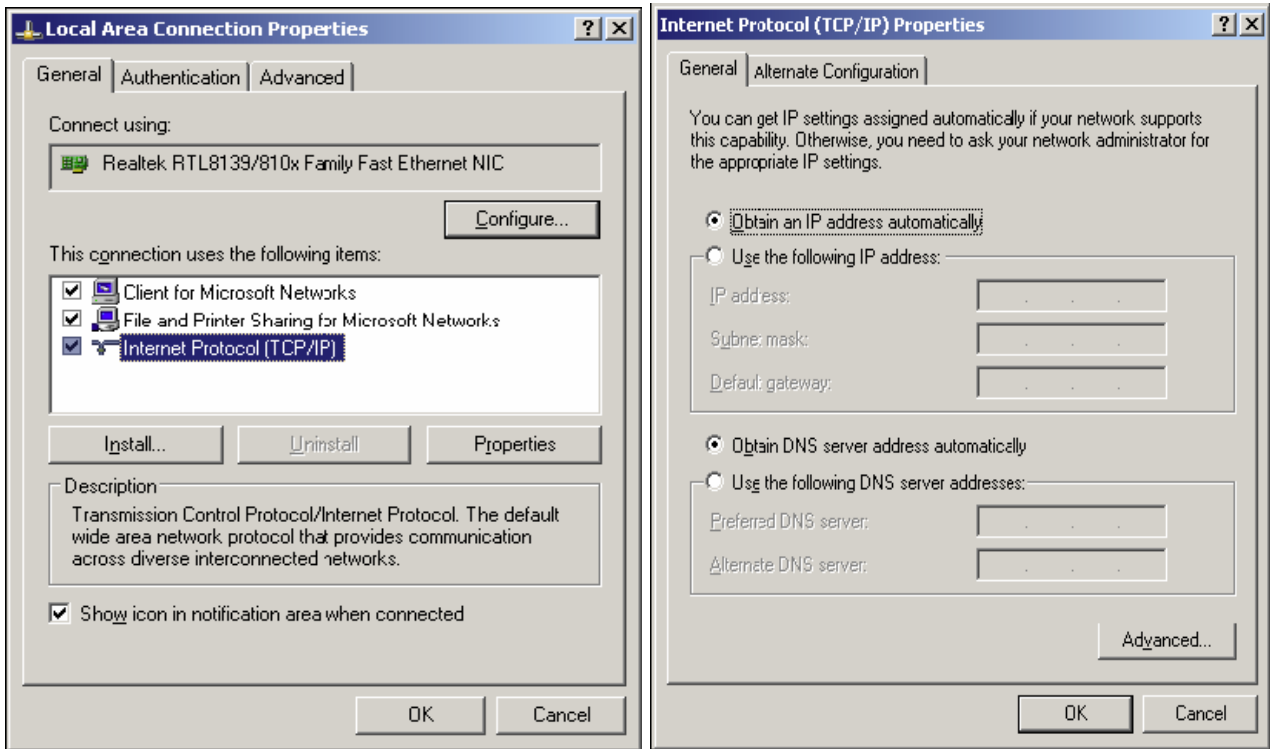 Local Area Connection Properties
General
Authentication
Advanced
Connect using:
Realtek RTL8139/810x Family Fast Ethernet NIC
Configure...
This connection uses the following items:
Client for Microsoft Networks
File and Printer Sharing for Microsoft Networks
Internet Protocol (TCP/IP)
Install...
Uninstall
Properties
Description
Transmission Control Protocol/Internet Protocol. The default
wide area network protocol that provides communication
across diverse interconnected networks.
Show icon in notification area when connected
OK
Cancel
Internet Protocol (TCP/IP) Properties
General
Alternate Configuration
You can get IP settings assigned automatically if your network supports
this capability. Otherwise, you need to ask your network administrator for
the appropriate IP settings.
Obtain an IP address automatically
Use the following IP address:
IP address:
Subnet mask:
Default gateway:
Obtain DNS server address automatically
Use the following DNS server addresses:
Preferred DNS server:
Alternate DNS server:
Advanced...
OK
Cancel